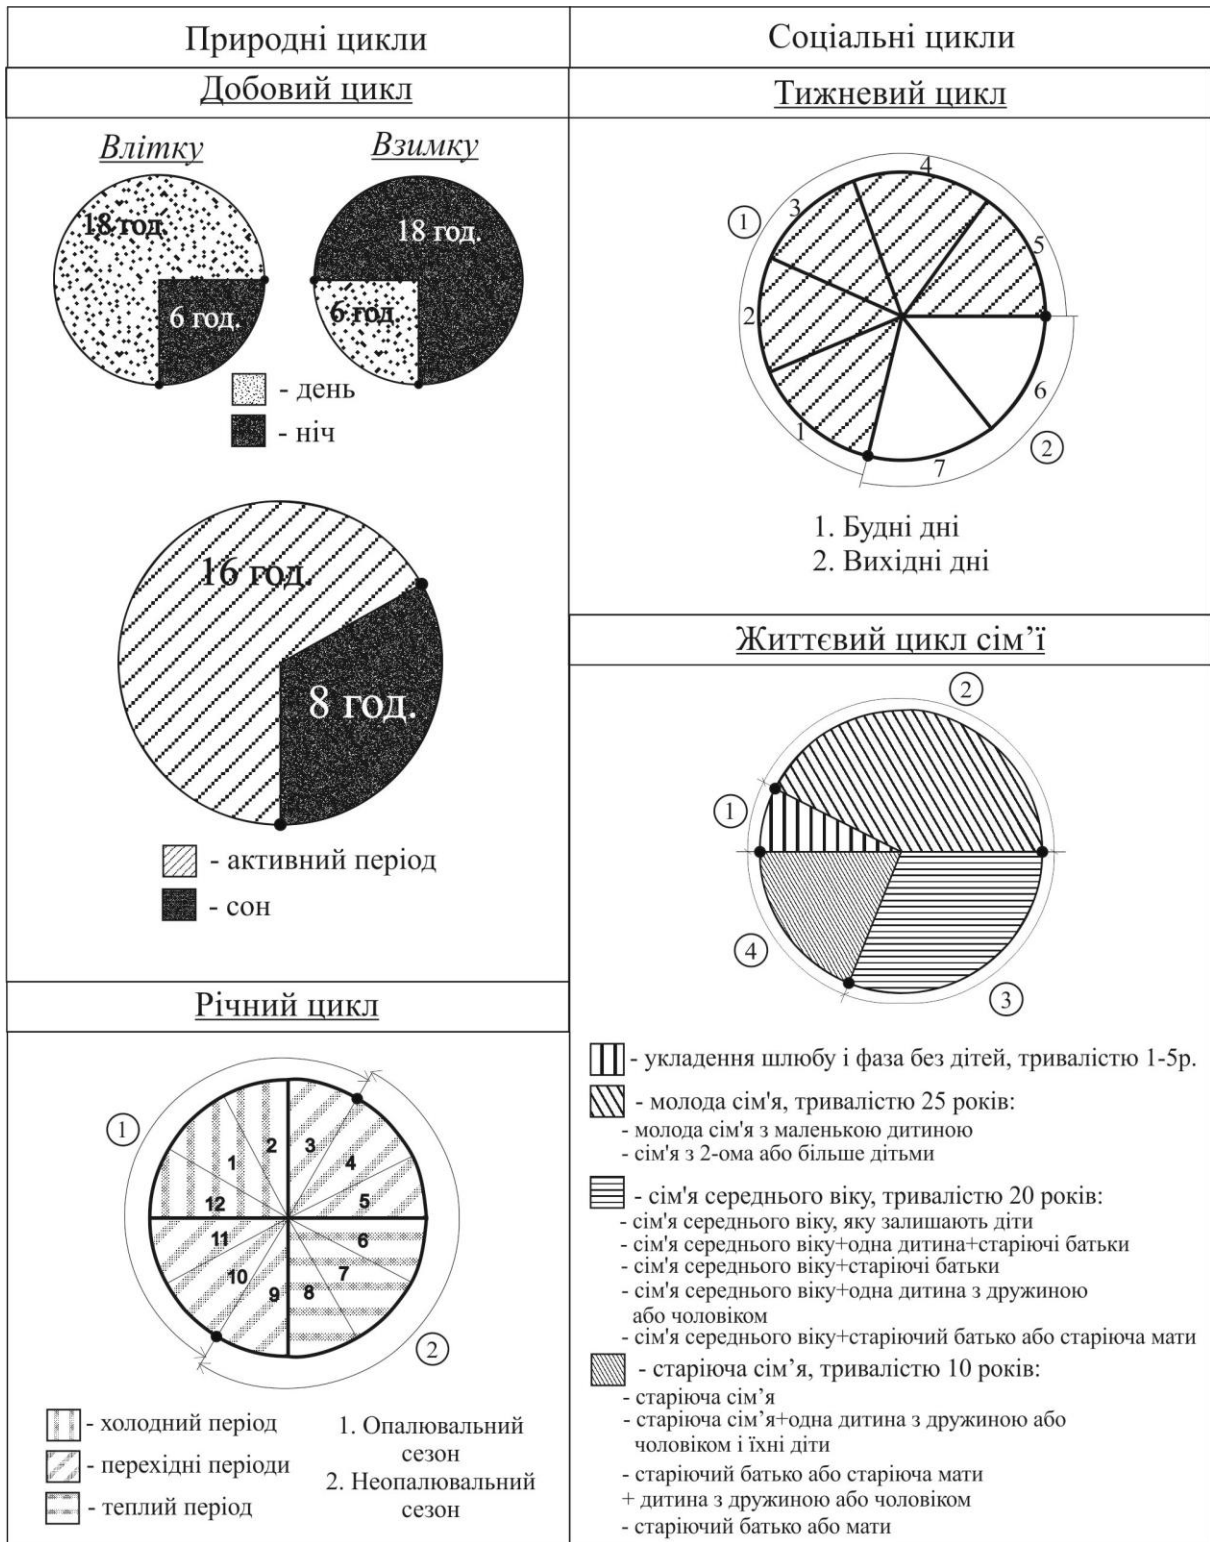 Природні цикли
Добовий цикл
Влітку
Взимку
18 год.
6 год.
18 год.
6 год.
- день
- ніч
16 год.
8 год.
- активний період
- сон
Річний цикл
1
2
3
4
5
6
7
8
9
10
11
12
1
2
- холодний період
- перехідні періоди
- теплий період
1. Опалювальний
сезон
2. Неопалювальний
сезон
Соціальні цикли
Тижневий цикл
1
2
3
4
5
6
7
1
2
1. Будні дні
2. Вихідні дні
Життєвий цикл сім’ї
1
2
3
4
- укладення шлюбу і фаза без дітей, тривалістю 1-5р.
- молода сім'я, тривалістю 25 років:
- молода сім'я з маленькою дитиною
- сім'я з 2-ома або більше дітьми
- сім'я середнього віку, тривалістю 20 років:
- сім'я середнього віку, яку залишають діти
- сім'я середнього віку+одна дитина+старіючі батьки
- сім'я середнього віку+старіючі батьки
- сім'я середнього віку+одна дитина з дружиною
або чоловіком
- сім'я середнього віку+старіючий батько або старіюча мати
- старіюча сім’я, тривалістю 10 років:
- старіюча сім’я
- старіюча сім’я+одна дитина з дружиною або
чоловіком і їхні діти
- старіючий батько або старіюча мати
+ дитина з дружиною або чоловіком
- старіючий батько або мати